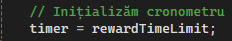 // Inițializăm cronometru
timer = rewardTimeLimit;